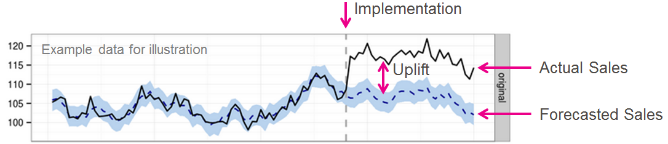 Implementation
Example data for illustration
120
115
110
105
100
Uplift
original
Actual Sales
Forecasted Sales